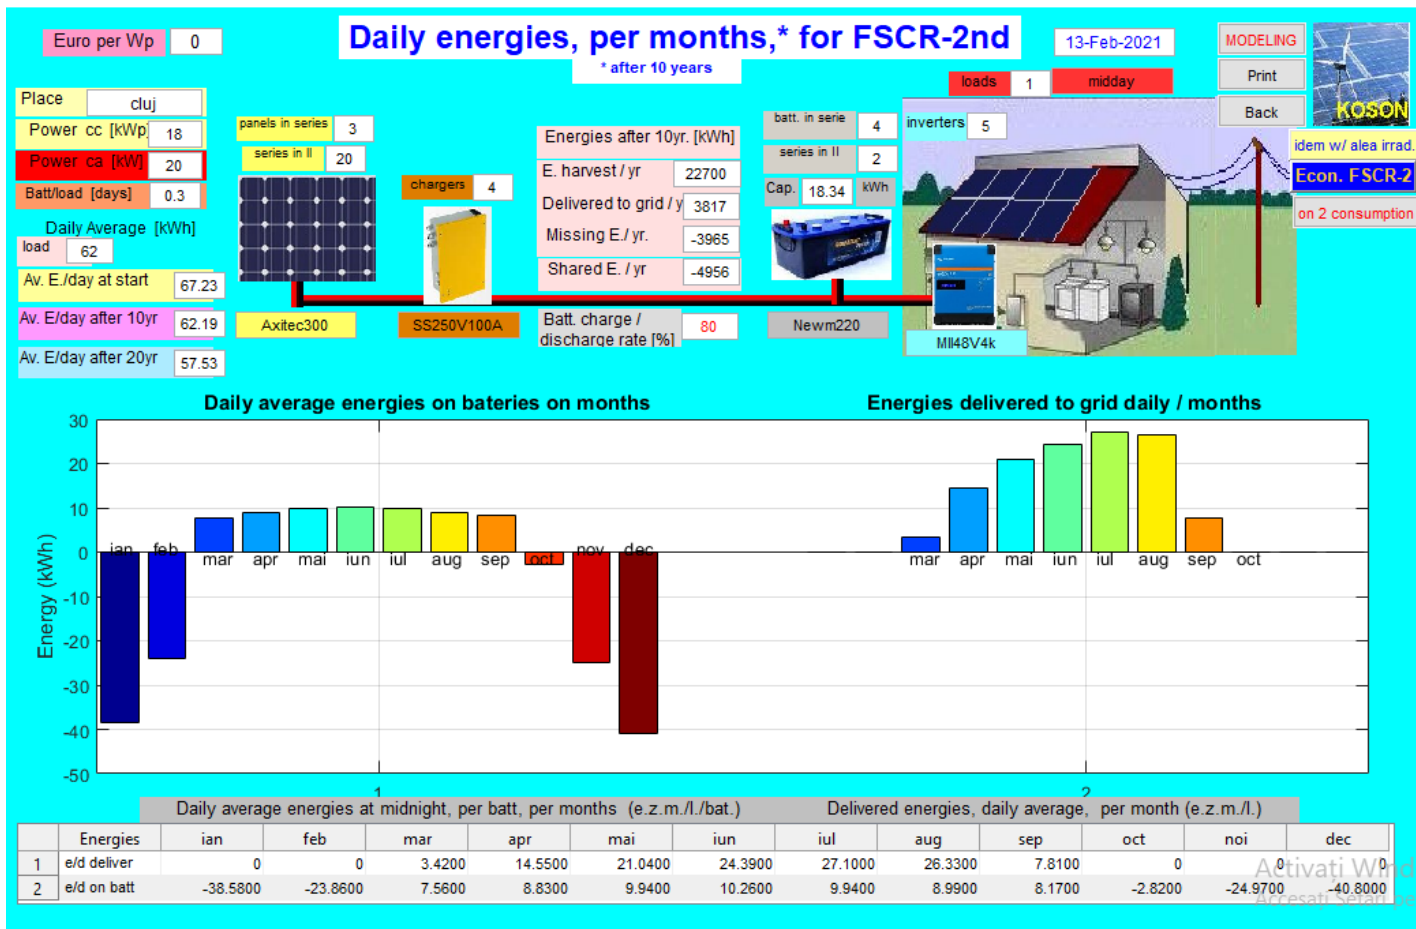 Euro per Wp 0
Daily energies, per months,* for FSCR-2nd
* after 10 years
13-Feb-2021
MODELING
Print
Back
KOSON
loads 1 midday
Place cluj
Power cc [kWp] 18
Power ca [kW] 20
Batt/load [days] 0.3
Daily Average [kWh]
load 62
Av. E./day at start 67.23
Av. E/day after 10yr 62.19
Av. E/day after 20yr 57.53
panels in series 3
series in II 20
chargers 4
Energies after 10yr. [kWh]
E. harvest / yr 22700
Delivered to grid / y 3817
Missing E./ yr. -3965
Shared E. / yr -4956
batt. in serie 4
series in II 2
Cap. 18.34 kWh
inverters 5
idem w/ alea irrad.
Econ. FSCR-2
on 2 consumption
Axitec300
SS250V100A
Batt. charge /
discharge rate [%] 80
Newm220
MII48V4k
Daily average energies on bateries on months
Energies delivered to grid daily / months
Energy (kWh)
30
20
10
0
-10
-20
-30
-40
-50
ian feb mar apr mai iun iul aug sep oct nov dec
mar apr mai iun iul aug sep oct
1 2
Daily average energies at midnight, per batt, per months (e.z.m./l./bat.)
Delivered energies, daily average, per month (e.z.m./l.)
Energies ian feb mar apr mai iun iul aug sep oct noi dec
1 e/d deliver 0 0 3.4200 14.5500 21.0400 24.3900 27.1000 26.3300 7.8100 0 0 0
2 e/d on batt -38.5800 -23.8600 7.5600 8.8300 9.9400 10.2600 9.9400 8.9900 8.1700 -2.8200 -24.9700 -40.8000
Activați Wind
Accesați Setări pe